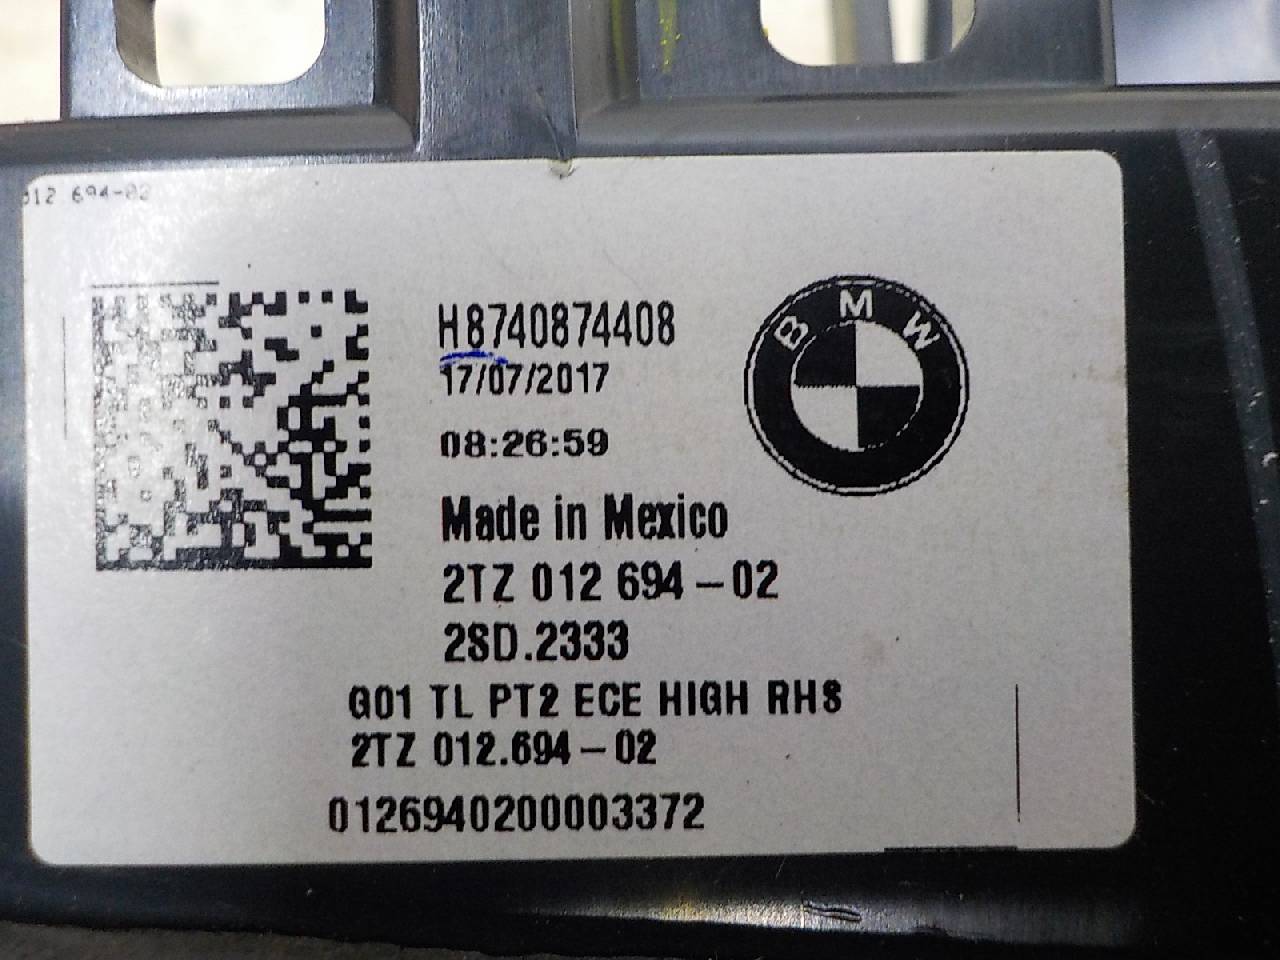 012 694-02
H8740874408
17/07/2017
08:26:59
BMW
Made in Mexico
2TZ 012 694-02
2SD.2333
G01 TL PT2 ECE HIGH RHS
2TZ 012.694-02
0126940200003372